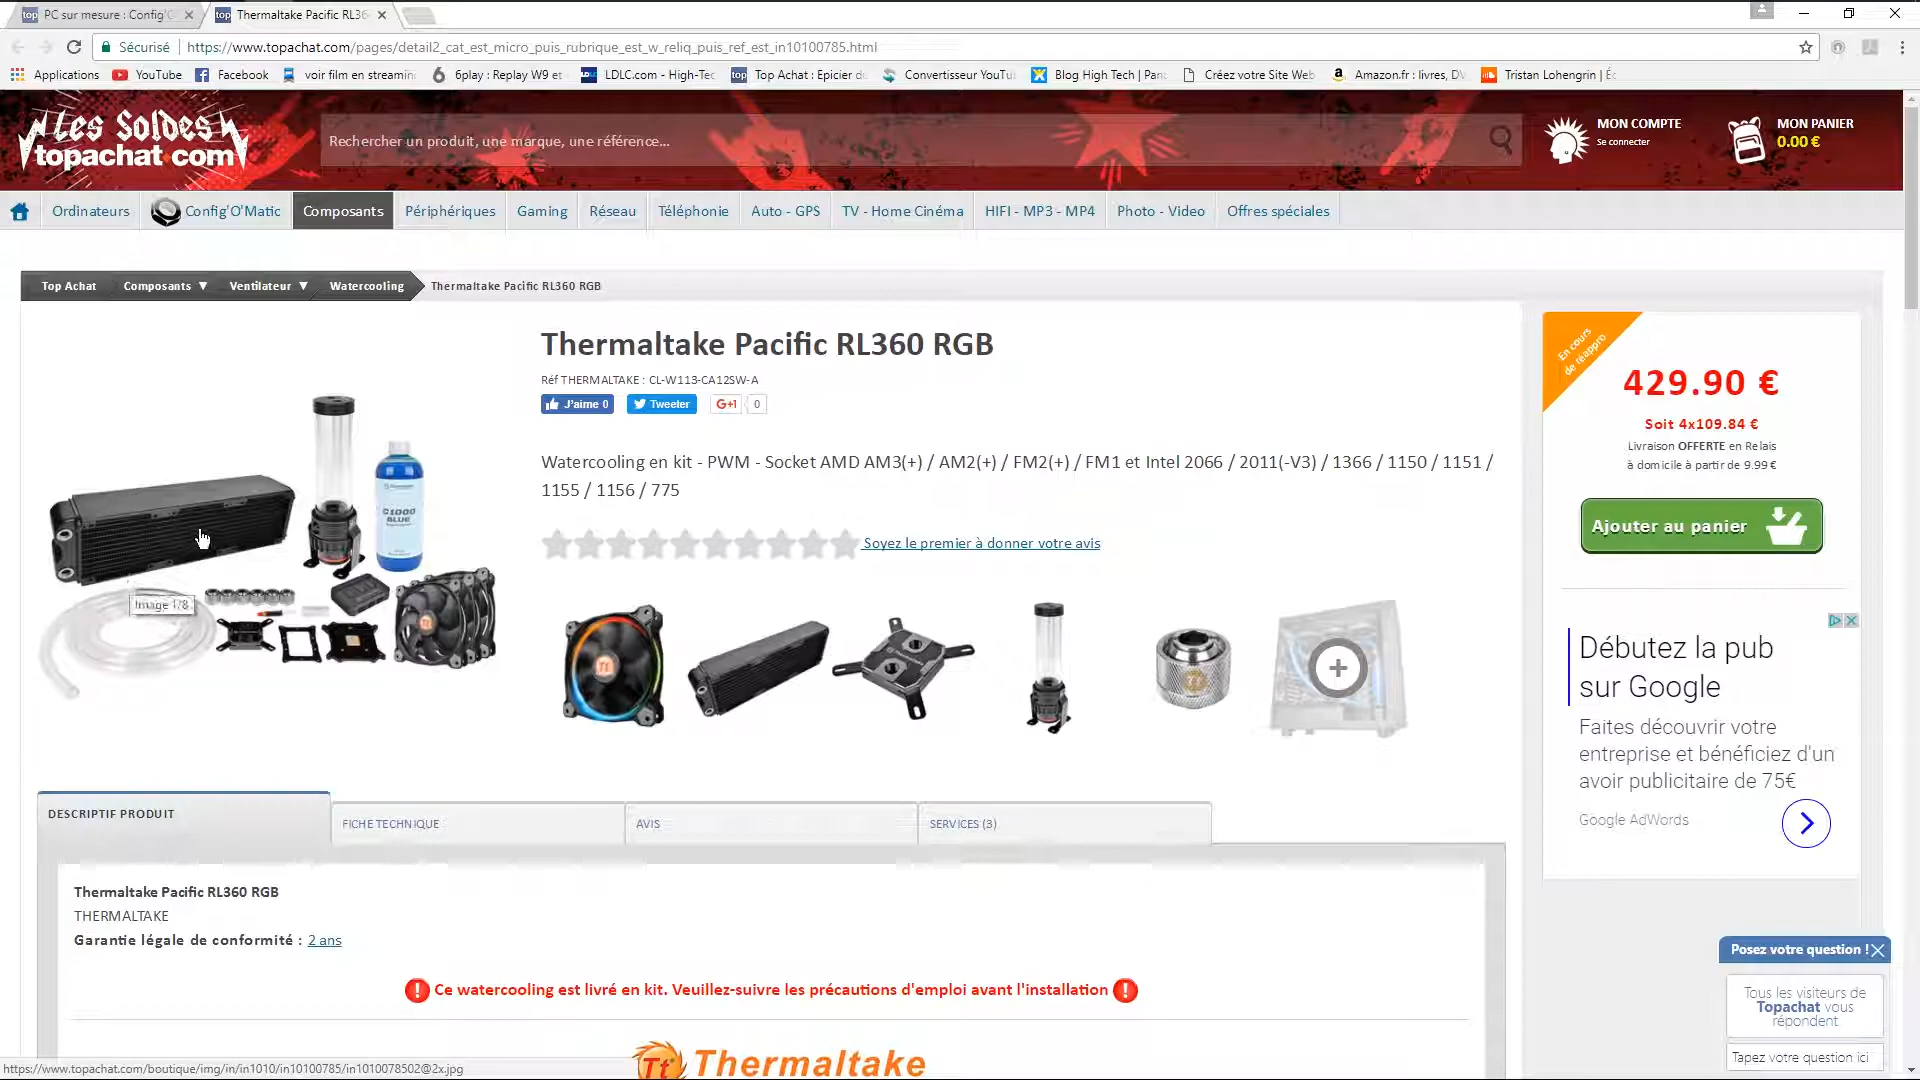 PC sur mesure : Config'O
Thermaltake Pacific RL36
Sécurisé
https://www.topachat.com/pages/detail2_cat_est_micro_puis_rubrique_est_w_reliq_puis_ref_est_in10100785.html
Applications
YouTube
Facebook
voir film en streamin
6play : Replay W9 et
LDLC.com - High-Tec
Top Achat : Epicier du
Convertisseur YouTu
Blog High Tech | Pan
Créez votre Site Web
Amazon.fr : livres, DV
Tristan Lohengrin | Éc
Les Soldes
topachat.com
Rechercher un produit, une marque, une référence...
MON COMPTE
Se connecter
MON PANIER
0.00 €
Ordinateurs
Config'O'Matic
Composants
Périphériques
Gaming
Réseau
Téléphonie
Auto - GPS
TV - Home Cinéma
HIFI - MP3 - MP4
Photo - Video
Offres spéciales
Top Achat
Composants ▼
Ventilateur ▼
Watercooling
Thermaltake Pacific RL360 RGB
Thermaltake Pacific RL360 RGB
Réf THERMALTAKE : CL-W113-CA12SW-A
J'aime 0
Tweeter
G+1
0
Watercooling en kit - PWM - Socket AMD AM3(+) / AM2(+) / FM2(+) / FM1 et Intel 2066 / 2011(-V3) / 1366 / 1150 / 1151 /
1155 / 1156 / 775
Soyez le premier à donner votre avis
C1000
BLUE
Image 1/8
En cours
de réappro
429.90 €
Soit 4x109.84 €
Livraison OFFERTE en Relais
à domicile à partir de 9.99 €
Ajouter au panier
Débutez la pub
sur Google
Faites découvrir votre
entreprise et bénéficiez d'un
avoir publicitaire de 75€
Google AdWords
DESCRIPTIF PRODUIT
FICHE TECHNIQUE
AVIS
SERVICES (3)
Thermaltake Pacific RL360 RGB
THERMALTAKE
Garantie légale de conformité : 2 ans
Ce watercooling est livré en kit. Veuillez-suivre les précautions d'emploi avant l'installation
Thermaltake
Posez votre question !
Tous les visiteurs de
Topachat vous
répondent
Tapez votre question ici
https://www.topachat.com/boutique/img/in/in1010/in10100785/in1010078502@2x.jpg